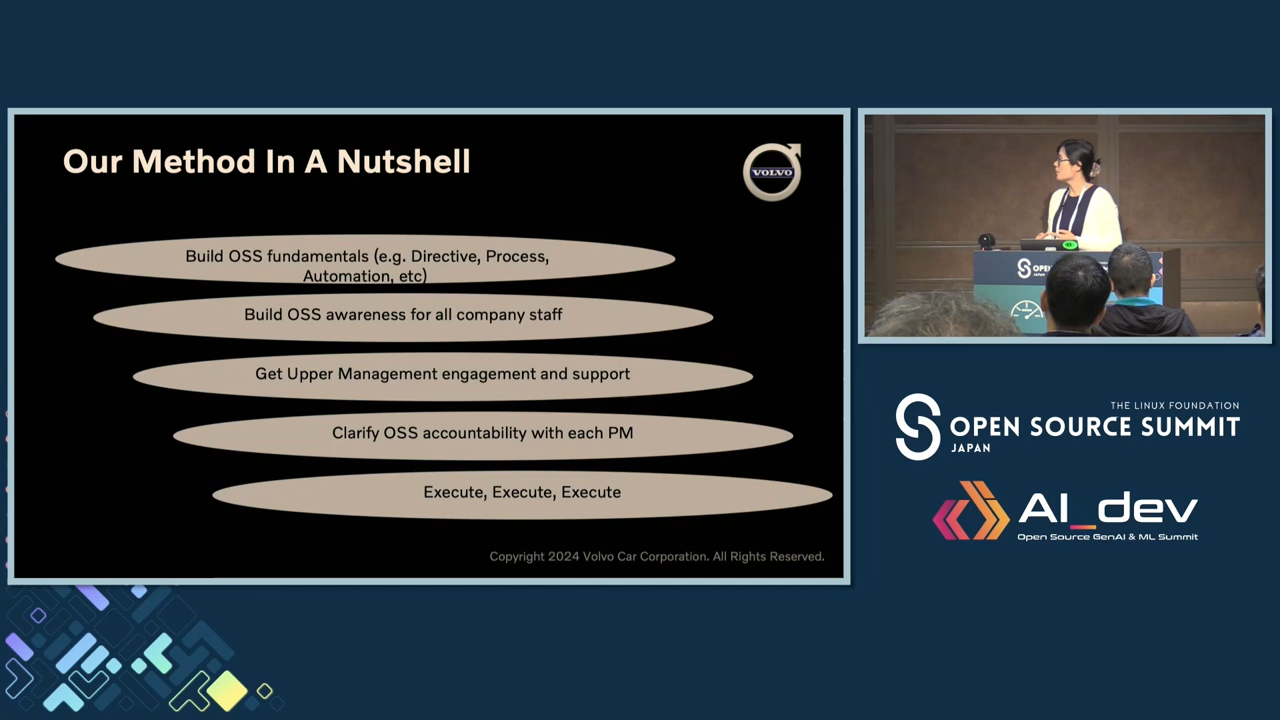 Our Method In A Nutshell
VOLVO
Build OSS fundamentals (e.g. Directive, Process,
Automation, etc)
Build OSS awareness for all company staff
Get Upper Management engagement and support
Clarify OSS accountability with each PM
Execute, Execute, Execute
Copyright 2024 Volvo Car Corporation. All Rights Reserved.
THE LINUX FOUNDATION
OPEN SOURCE SUMMIT
JAPAN
AI_dev
Open Source GenAI & ML Summit